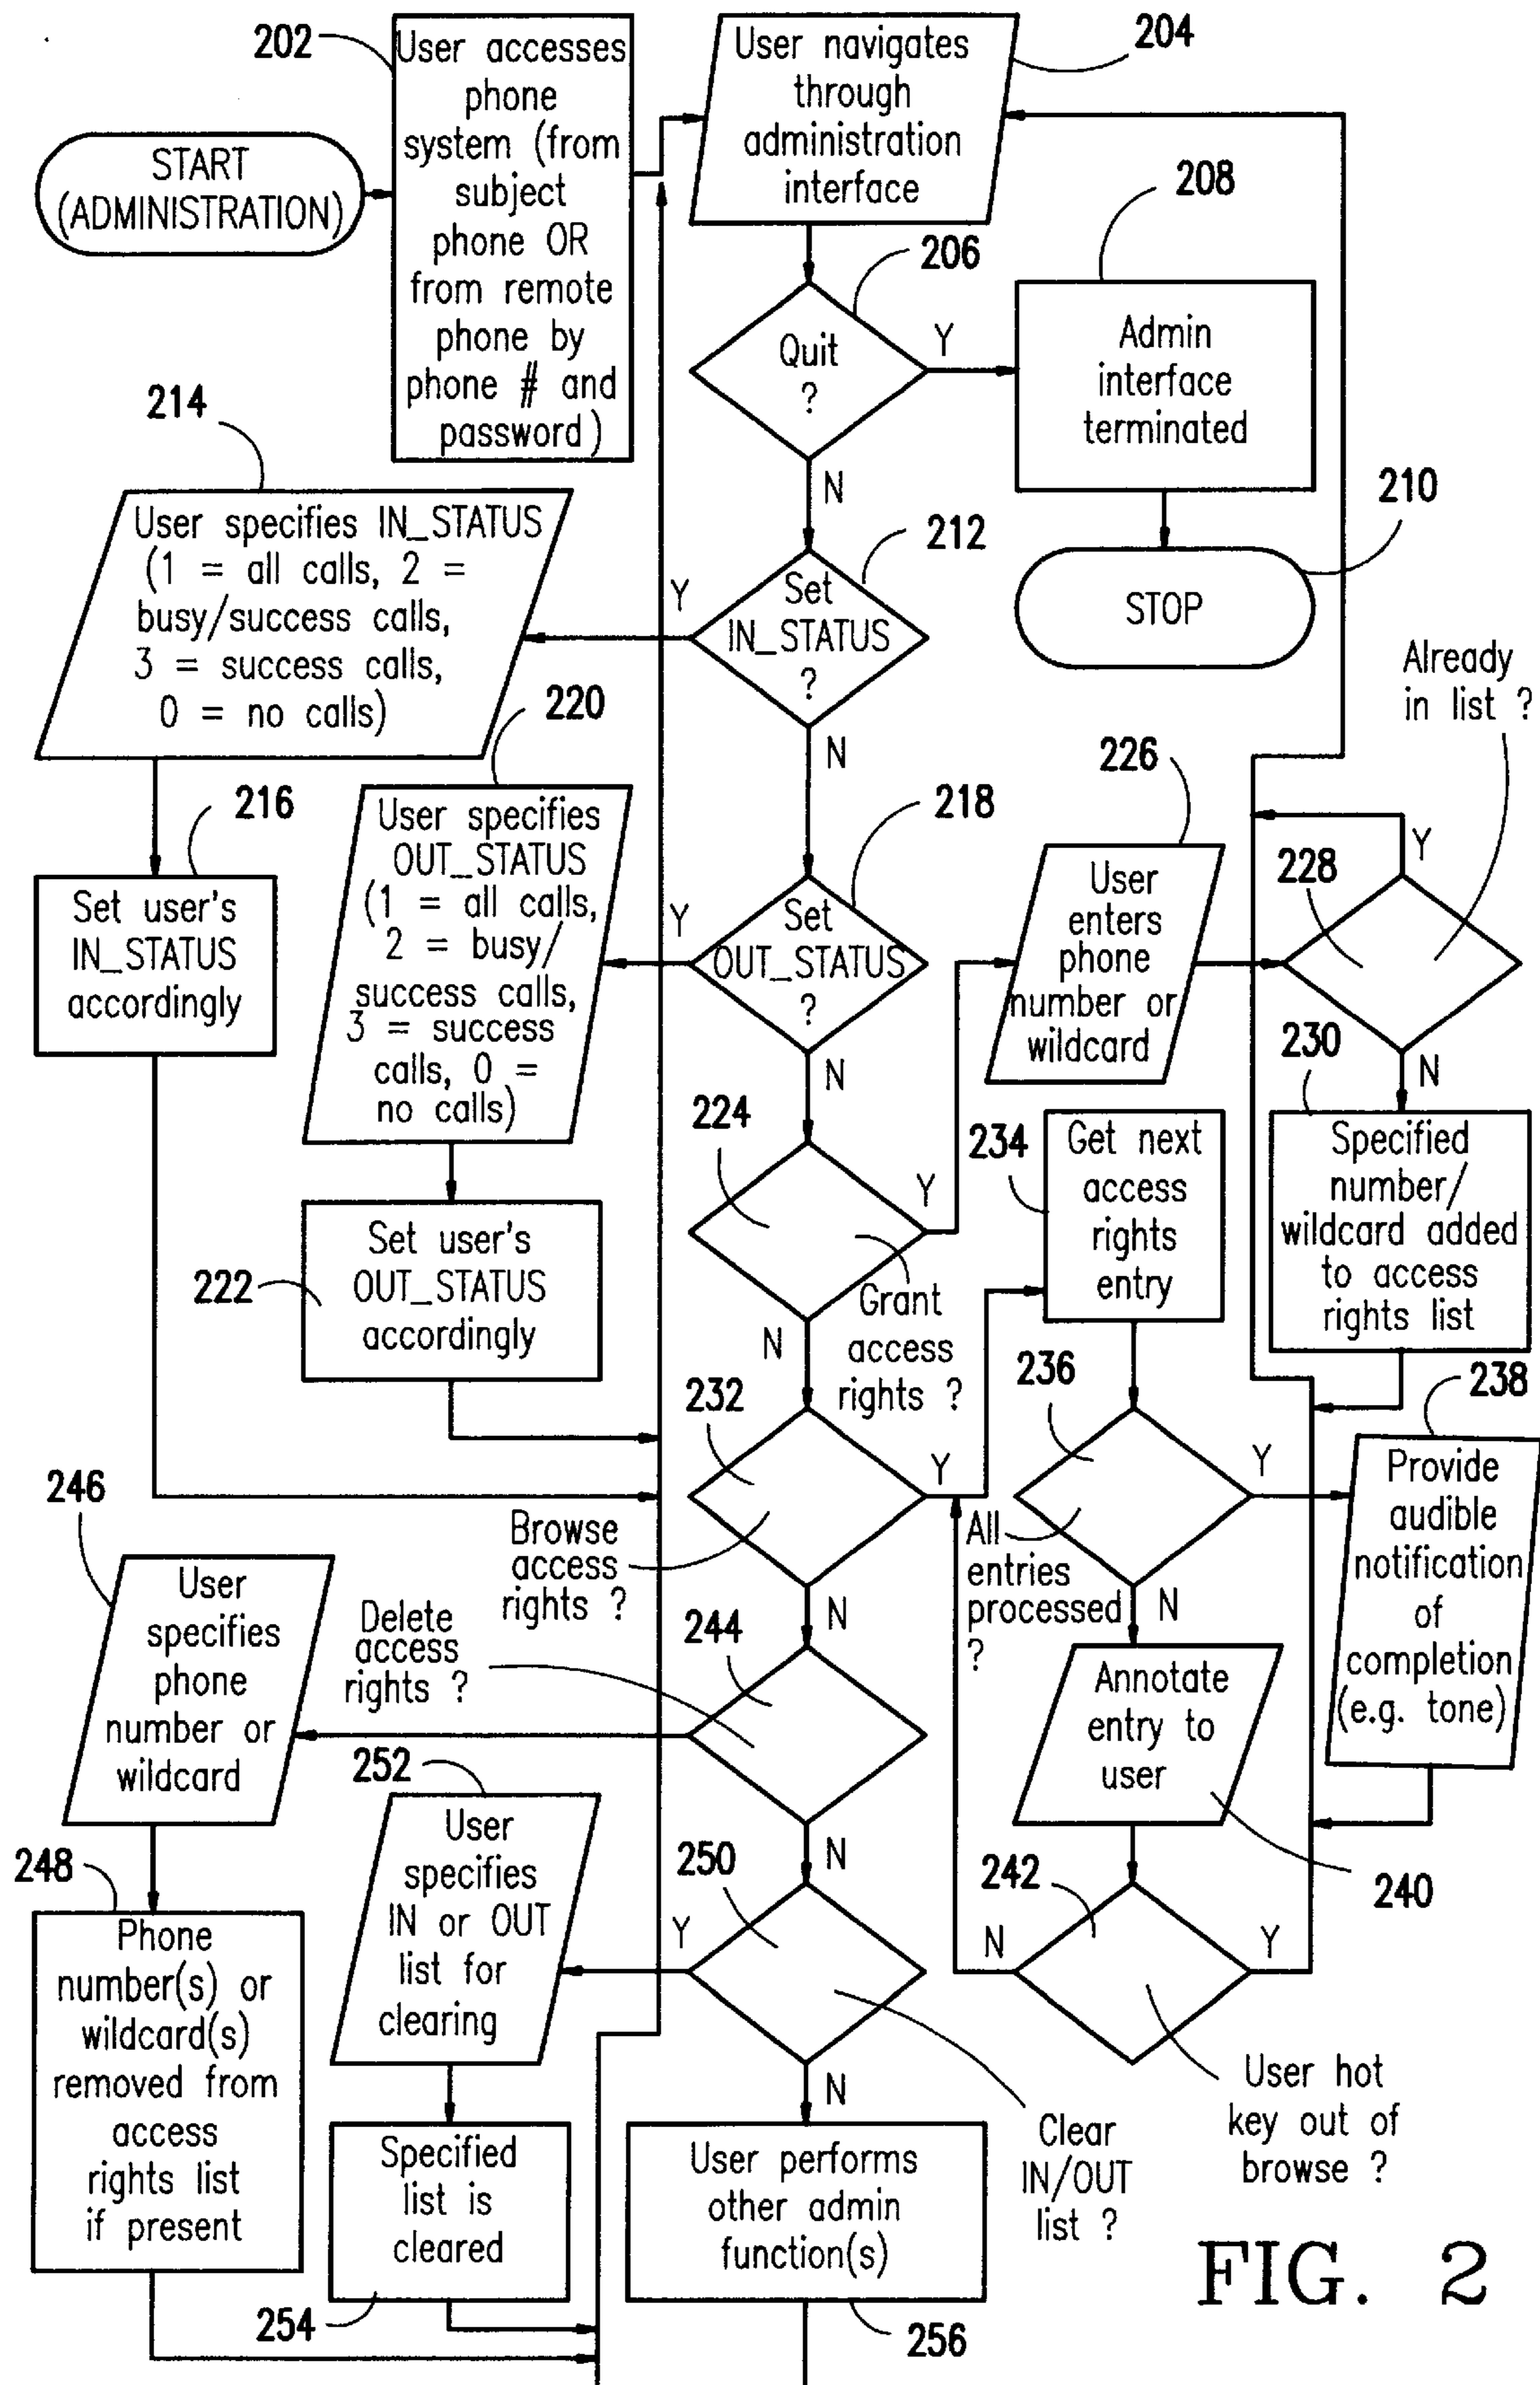 202
User accesses
phone
system (from
subject
phone OR
from remote
phone by
phone # and
password)
User navigates
through
administration
interface
204
START
(ADMINISTRATION)
206
208
Quit
?
Y
N
Admin
interface
terminated
210
STOP
214
User specifies IN_STATUS
(1 = all calls, 2 =
busy/success calls,
3 = success calls,
0 = no calls)
212
Set
IN_STATUS
?
Y
N
216
Set user's
IN_STATUS
accordingly
220
User specifies
OUT_STATUS
(1 = all calls,
2 = busy/
success calls,
3 = success
calls, 0 =
no calls)
218
Set
OUT_STATUS
?
Y
N
222
Set user's
OUT_STATUS
accordingly
226
User
enters
phone
number or
wildcard
Already
in list ?
228
Y
N
230
Specified
number/
wildcard added
to access
rights list
224
Y
Grant
access
rights ?
N
234
Get next
access
rights
entry
232
Y
Browse
access
rights ?
N
236
All
entries
processed
?
Y
N
238
Provide
audible
notification
of
completion
(e.g. tone)
Annotate
entry to
user
240
242
N
Y
User hot
key out of
browse ?
246
User
specifies
phone
number or
wildcard
Delete
access
rights ?
244
N
248
Phone
number(s) or
wildcard(s)
removed from
access
rights list
if present
252
User
specifies
IN or OUT
list for
clearing
250
Y
N
Clear
IN/OUT
list ?
Specified
list is
cleared
254
User performs
other admin
function(s)
256
FIG. 2